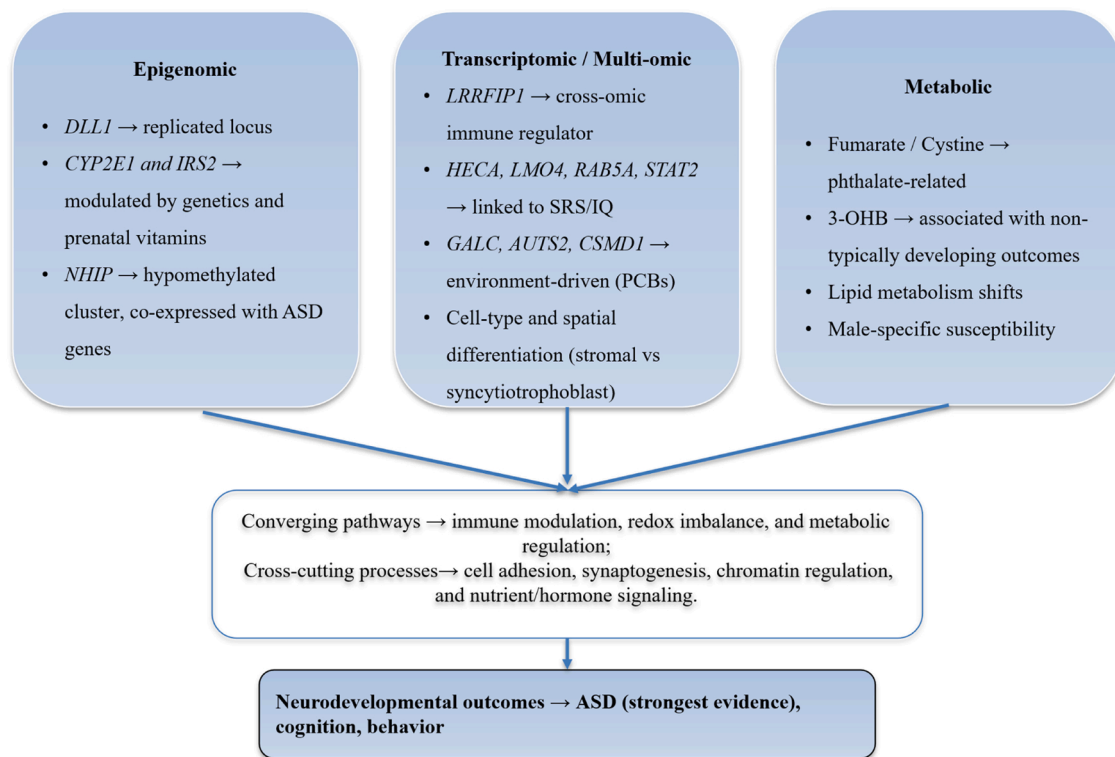 Epigenomic
• DLL1 → replicated locus
• CYP2E1 and IRS2 →
modulated by genetics and
prenatal vitamins
• NHIP → hypomethylated
cluster, co-expressed with ASD
genes
Transcriptomic / Multi-omic
• LRRFIP1 → cross-omic
immune regulator
• HECA, LMO4, RAB5A, STAT2
→ linked to SRS/IQ
• GALC, AUTS2, CSMD1 →
environment-driven (PCBs)
• Cell-type and spatial
differentiation (stromal vs
syncytiotrophoblast)
Metabolic
• Fumarate / Cystine →
phthalate-related
• 3-OHB → associated with non-
typically developing outcomes
• Lipid metabolism shifts
• Male-specific susceptibility
Converging pathways → immune modulation, redox imbalance, and metabolic
regulation;
Cross-cutting processes→ cell adhesion, synaptogenesis, chromatin regulation,
and nutrient/hormone signaling.
Neurodevelopmental outcomes → ASD (strongest evidence),
cognition, behavior